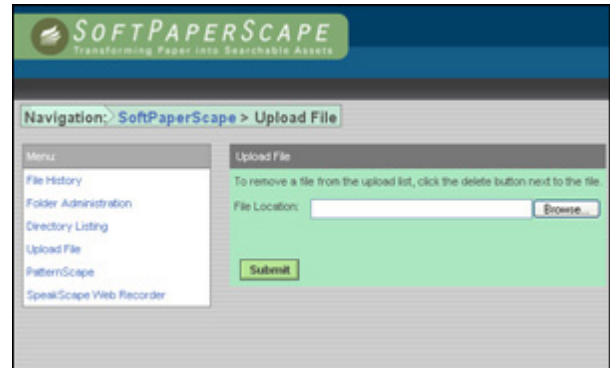 SOFTPAPERSCAPE
Transforming Paper into Searchable Assets
Navigation: SoftPaperScape > Upload File
Menu
File History
Folder Administration
Directory Listing
Upload File
PatternScape
SpeakScape Web Recorder
Upload File
To remove a file from the upload list, click the delete button next to the file.
File Location: Browse...
Submit